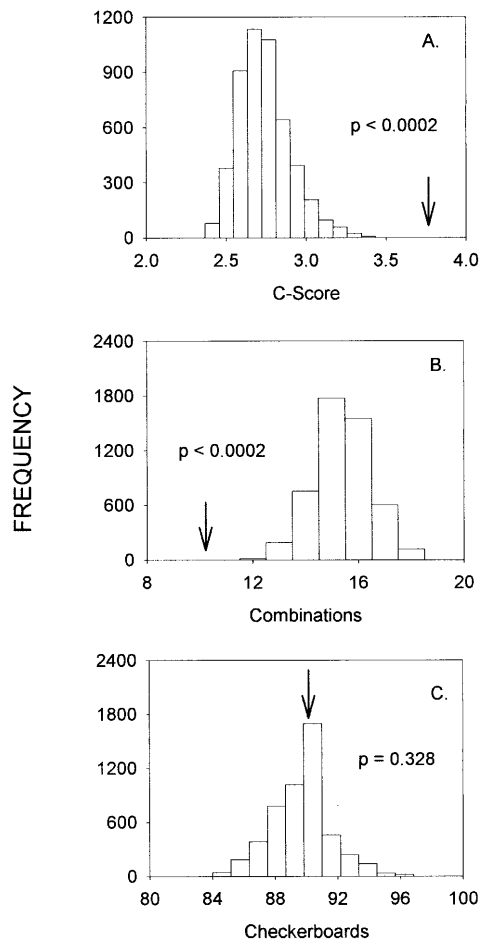 FREQUENCY
1200
A.
900
p < 0.0002
600
300
0
2.0 2.5 3.0 3.5 4.0
C-Score
2400
B.
1800
p < 0.0002
1200
600
0
8 12 16 20
Combinations
2400
C.
1800
p = 0.328
1200
600
0
80 84 88 92 96 100
Checkerboards